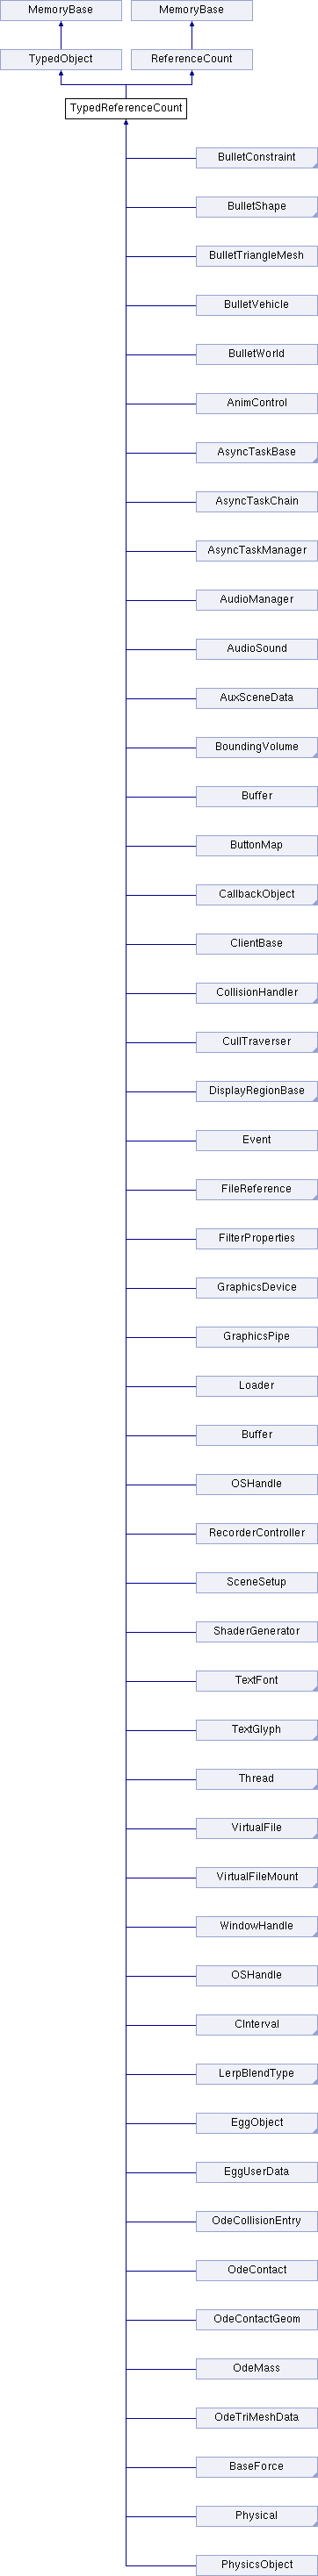 MemoryBase MemoryBase
TypedObject ReferenceCount
TypedReferenceCount
BulletConstraint
BulletShape
BulletTriangleMesh
BulletVehicle
BulletWorld
AnimControl
AsyncTaskBase
AsyncTaskChain
AsyncTaskManager
AudioManager
AudioSound
AuxSceneData
BoundingVolume
Buffer
ButtonMap
CallbackObject
ClientBase
CollisionHandler
CullTraverser
DisplayRegionBase
Event
FileReference
FilterProperties
GraphicsDevice
GraphicsPipe
Loader
Buffer
OSHandle
RecorderController
SceneSetup
ShaderGenerator
TextFont
TextGlyph
Thread
VirtualFile
VirtualFileMount
WindowHandle
OSHandle
CInterval
LerpBlendType
EggObject
EggUserData
OdeCollisionEntry
OdeContact
OdeContactGeom
OdeMass
OdeTriMeshData
BaseForce
Physical
PhysicsObject